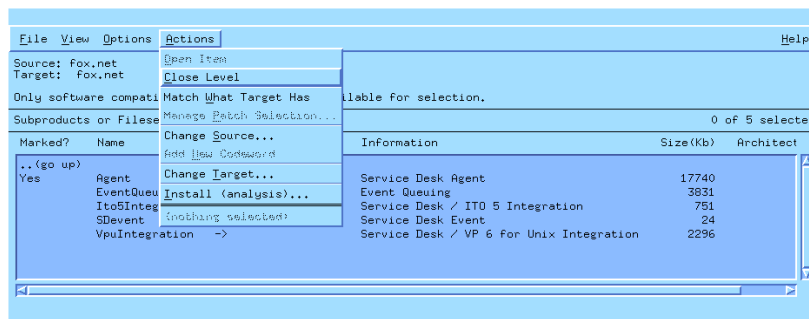 File View Options Actions Help
Source: fox.net
Target: fox.net
Only software compati
ilable for selection.
Subproducts or Filese
0 of 5 selecte
Open Item
Close Level
Match What Target Has
Manage Patch Selection...
Change Source...
Add New Codeword
Change Target...
Install (analysis)...
(nothing selected)
Marked? Name Information Size(Kb) Architect
..(go up)
Yes Agent Service Desk Agent 17740
EventQueu Event Queuing 3831
Ito5Integ Service Desk / ITO 5 Integration 751
SDevent Service Desk Event 24
VpuIntegration -> Service Desk / VP 6 for Unix Integration 2296